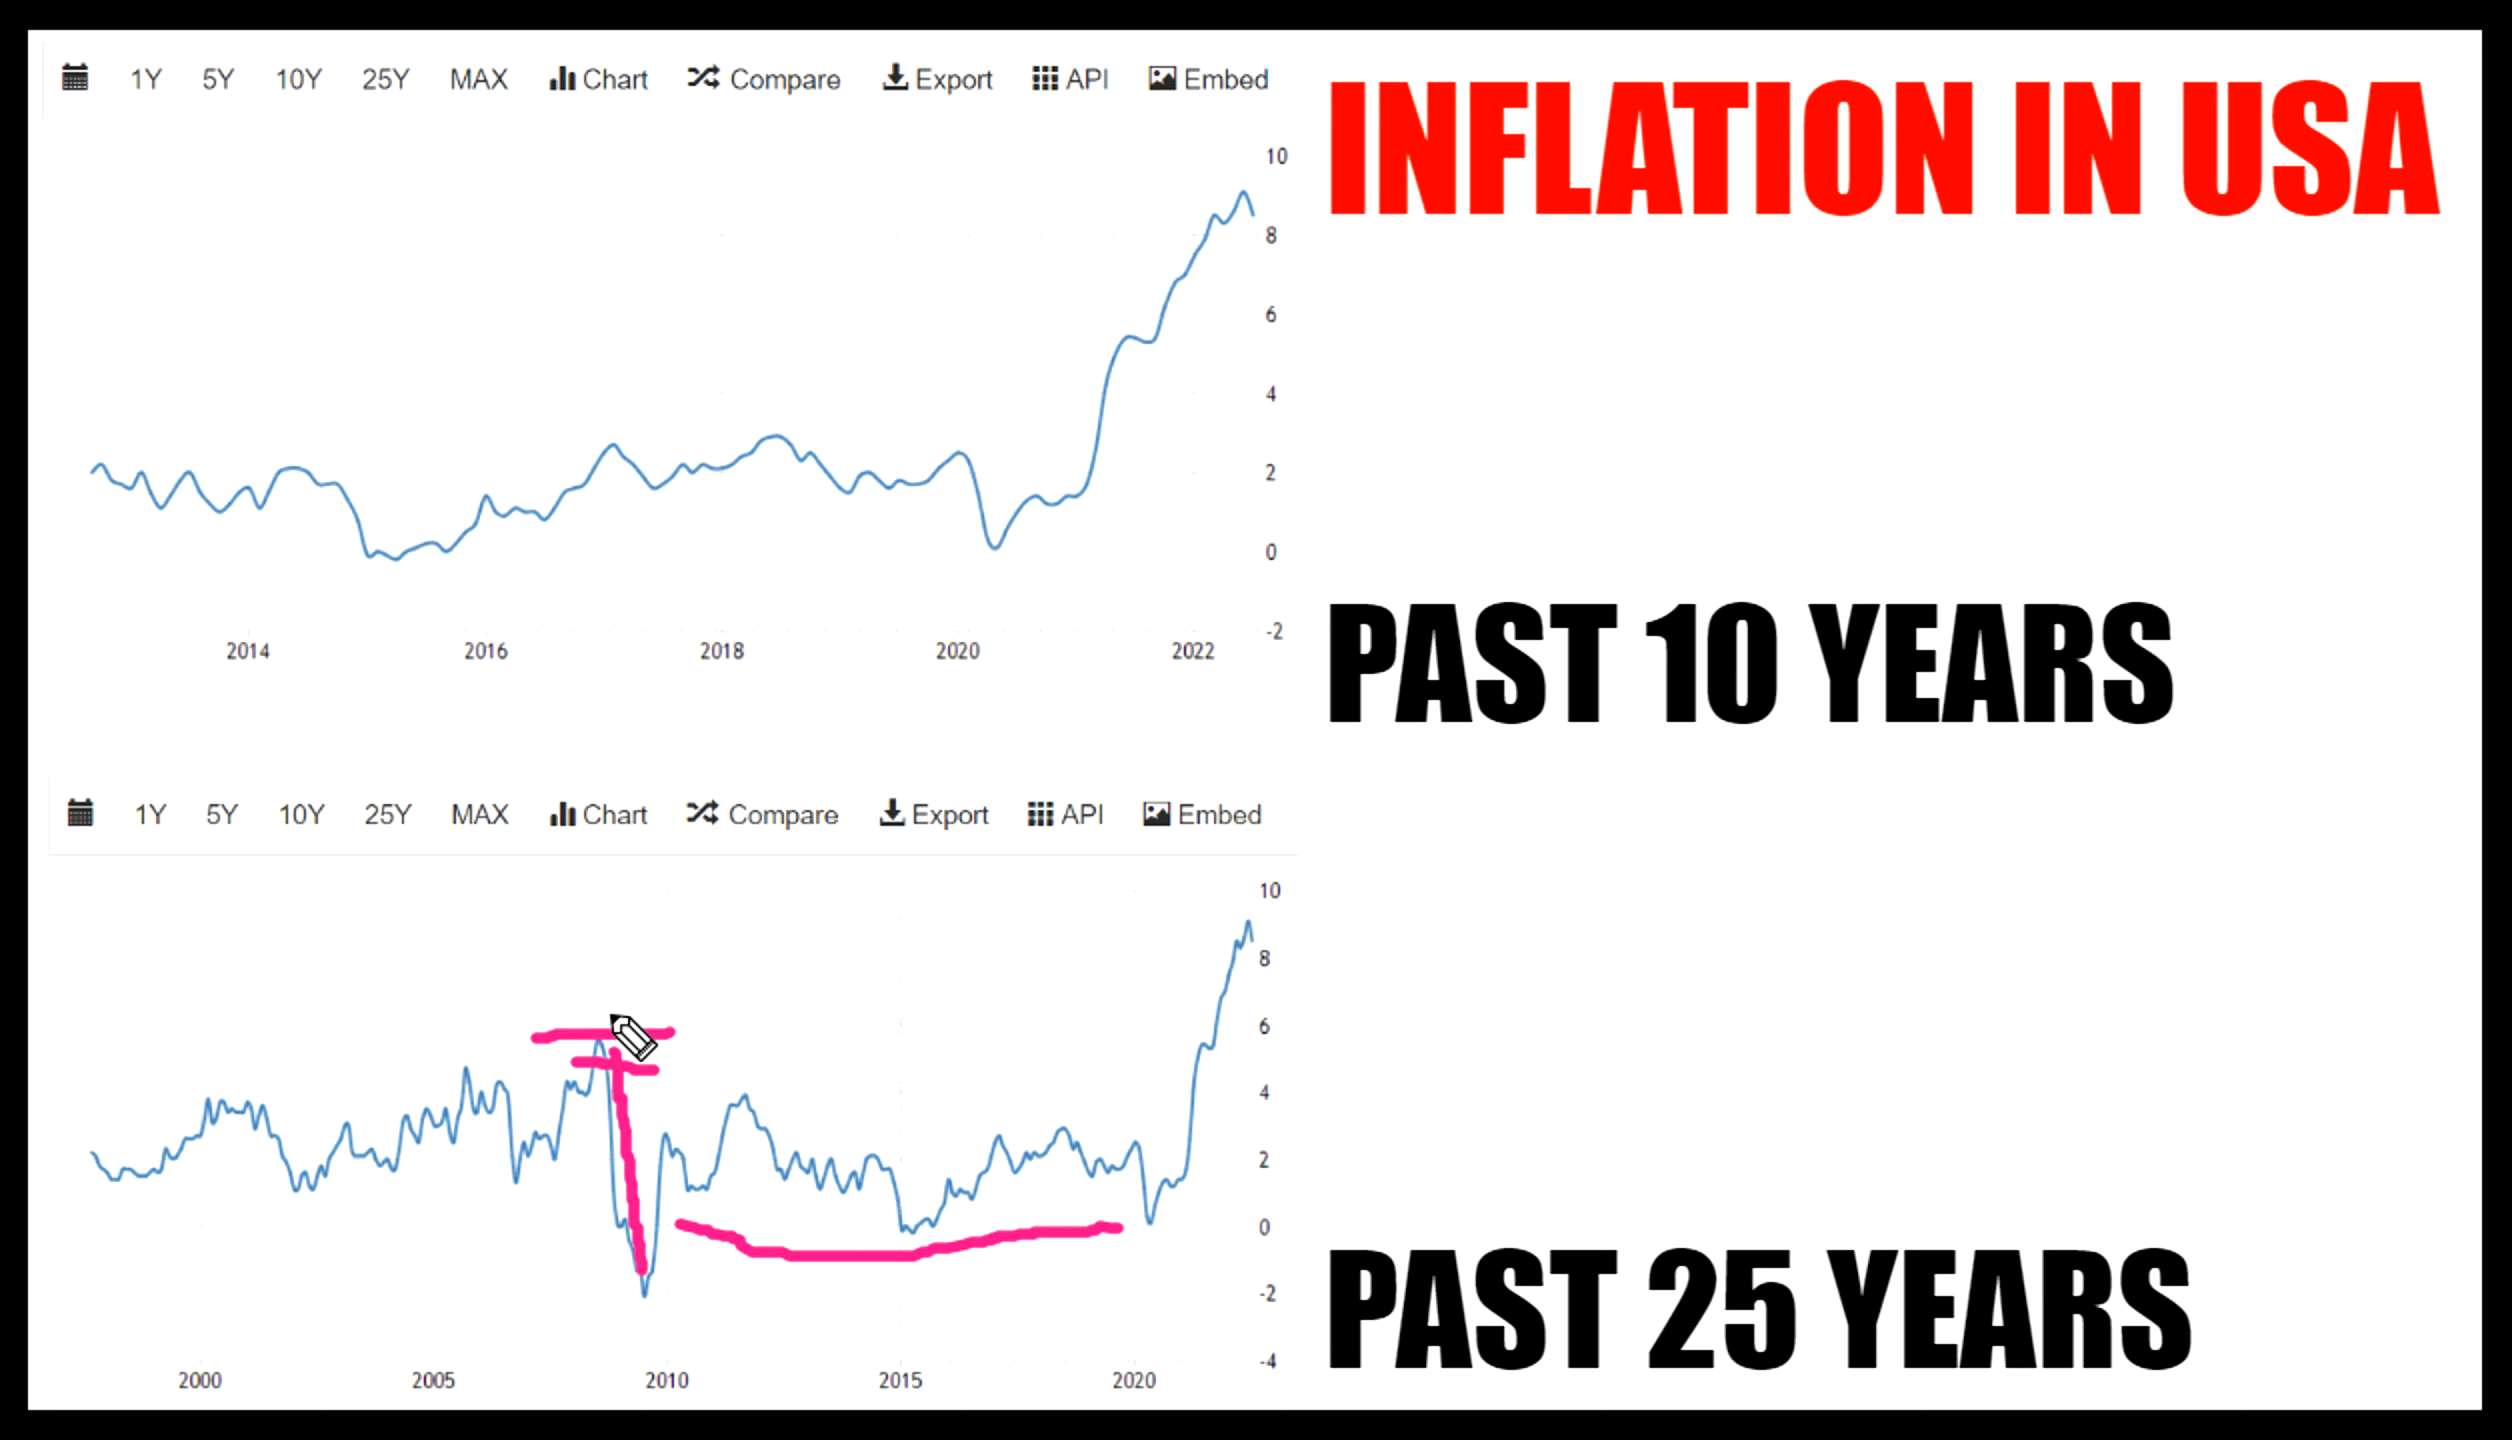 1Y 5Y 10Y 25Y MAX Chart Compare Export API Embed
INFLATION IN USA
10
8
6
4
2
0
-2
2014 2016 2018 2020 2022
PAST 10 YEARS
1Y 5Y 10Y 25Y MAX Chart Compare Export API Embed
10
8
6
4
2
0
-2
-4
2000 2005 2010 2015 2020
PAST 25 YEARS